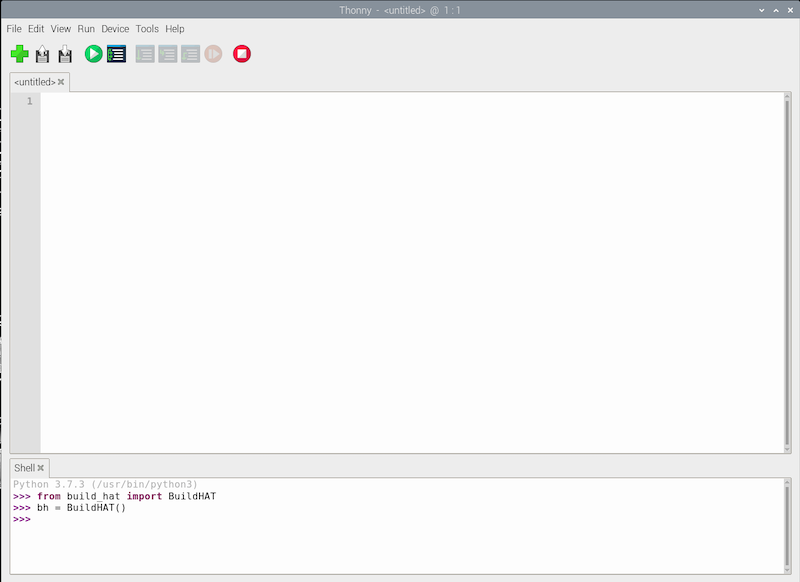 Thonny - <untitled> @ 1 : 1
File Edit View Run Device Tools Help
<untitled>
1
Shell
Python 3.7.3 (/usr/bin/python3)
>>> from build_hat import BuildHAT
>>> bh = BuildHAT()
>>>